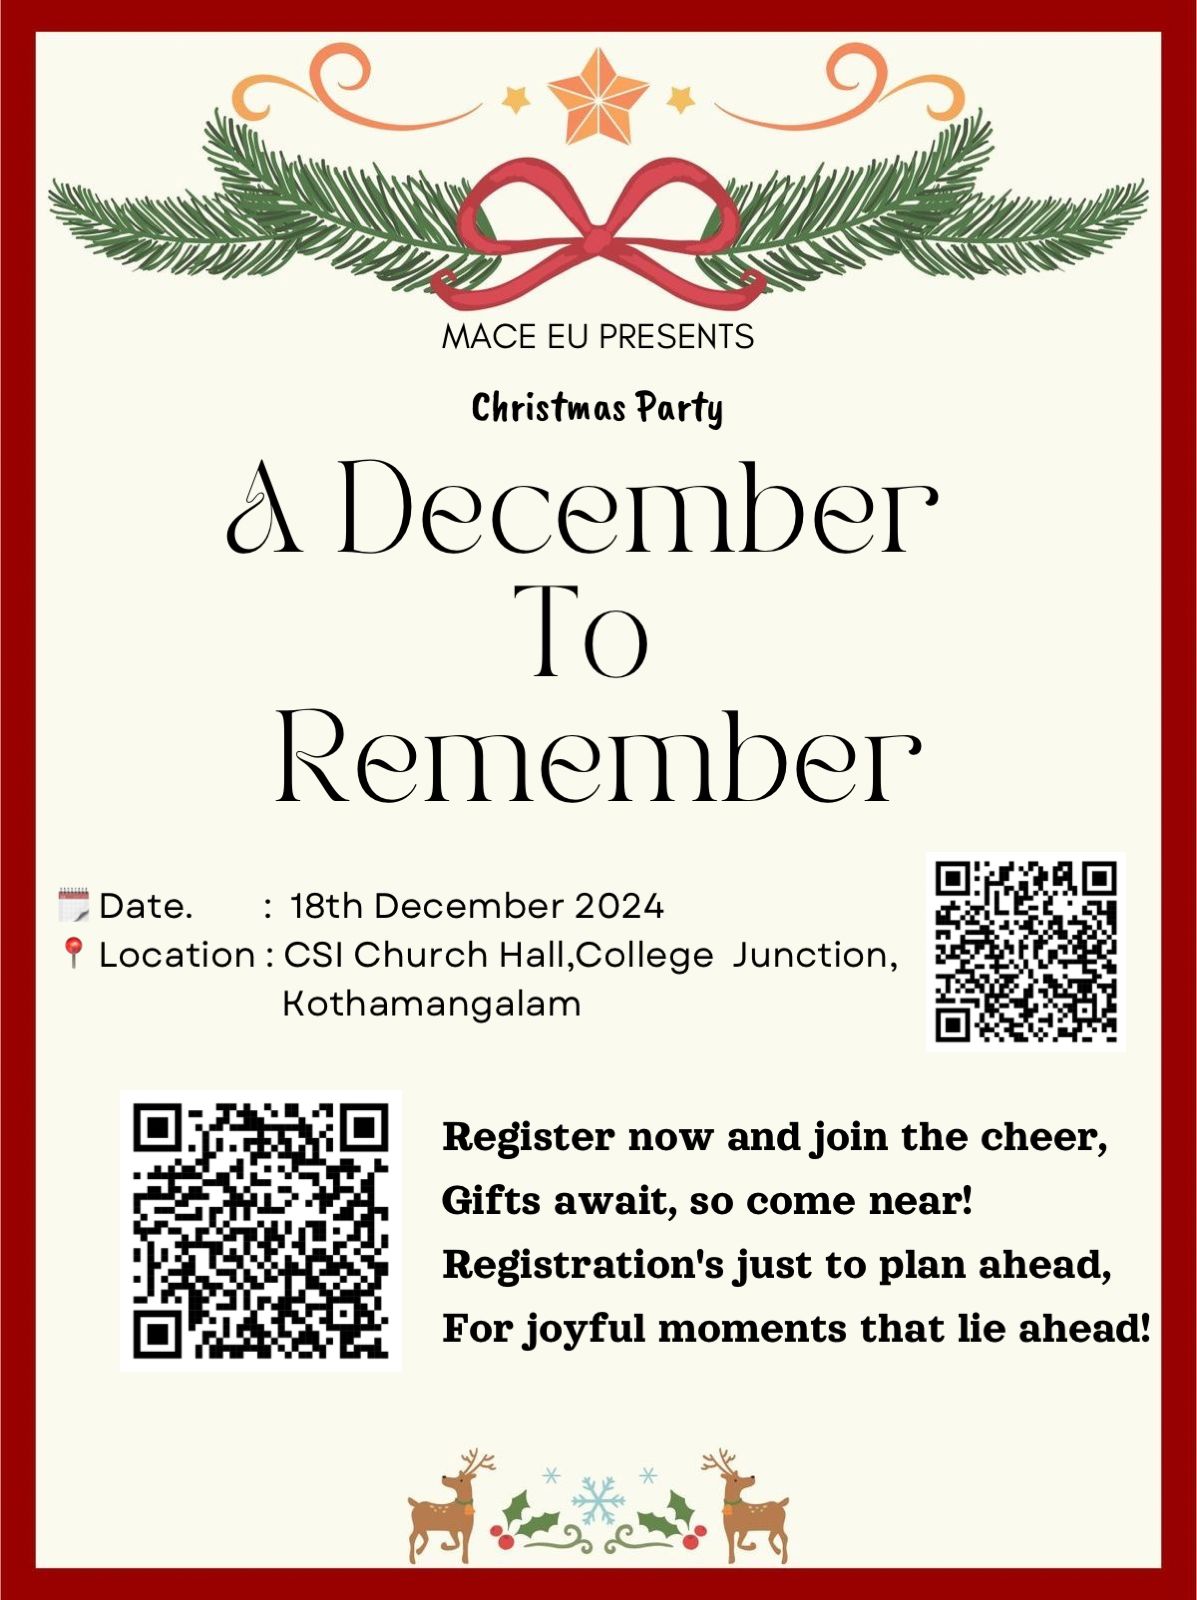 MACE EU PRESENTS
Christmas Party
A December
To
Remember
Date. : 18th December 2024
Location : CSI Church Hall,College Junction,
Kothamangalam
Register now and join the cheer,
Gifts await, so come near!
Registration's just to plan ahead,
For joyful moments that lie ahead!